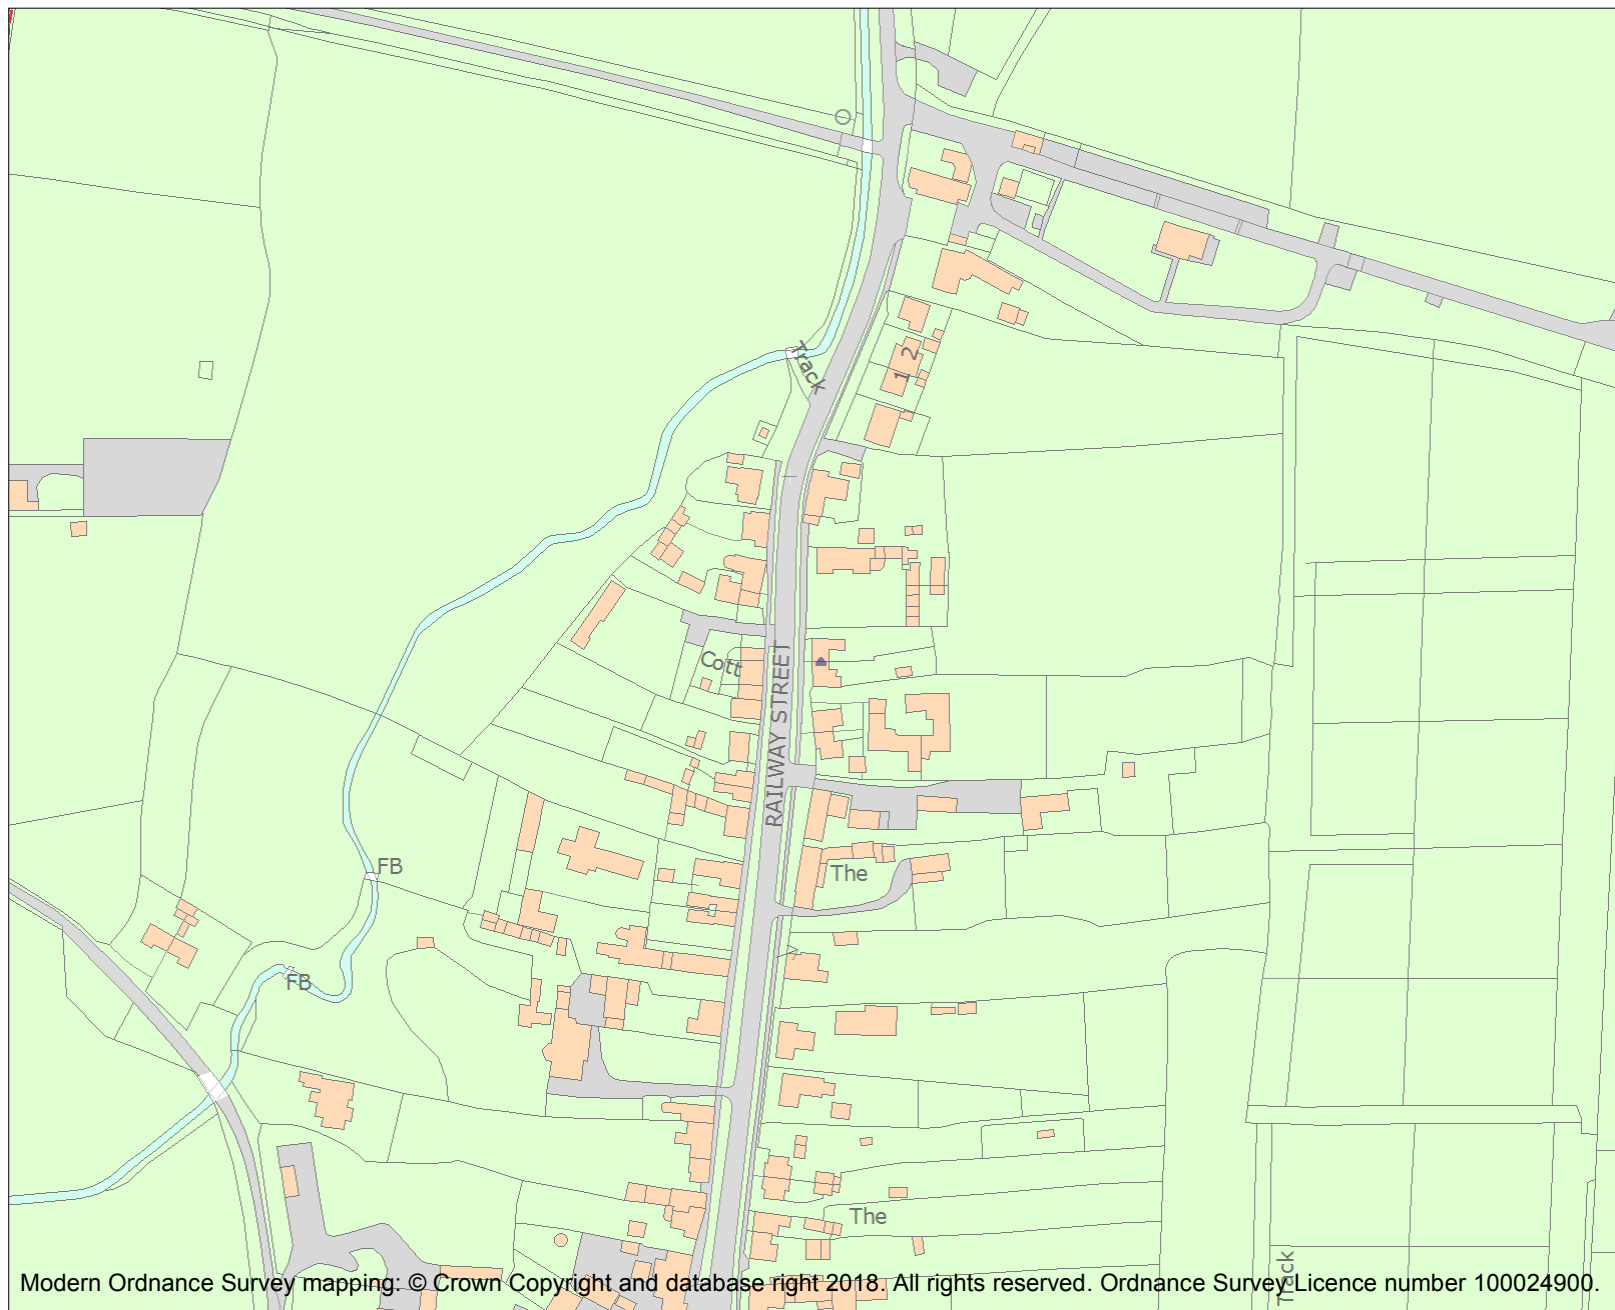 Track
1 2
Cott
RAILWAY STREET
FB
The
FB
The
Track
Modern Ordnance Survey mapping: © Crown Copyright and database right 2018. All rights reserved. Ordnance Survey Licence number 100024900.